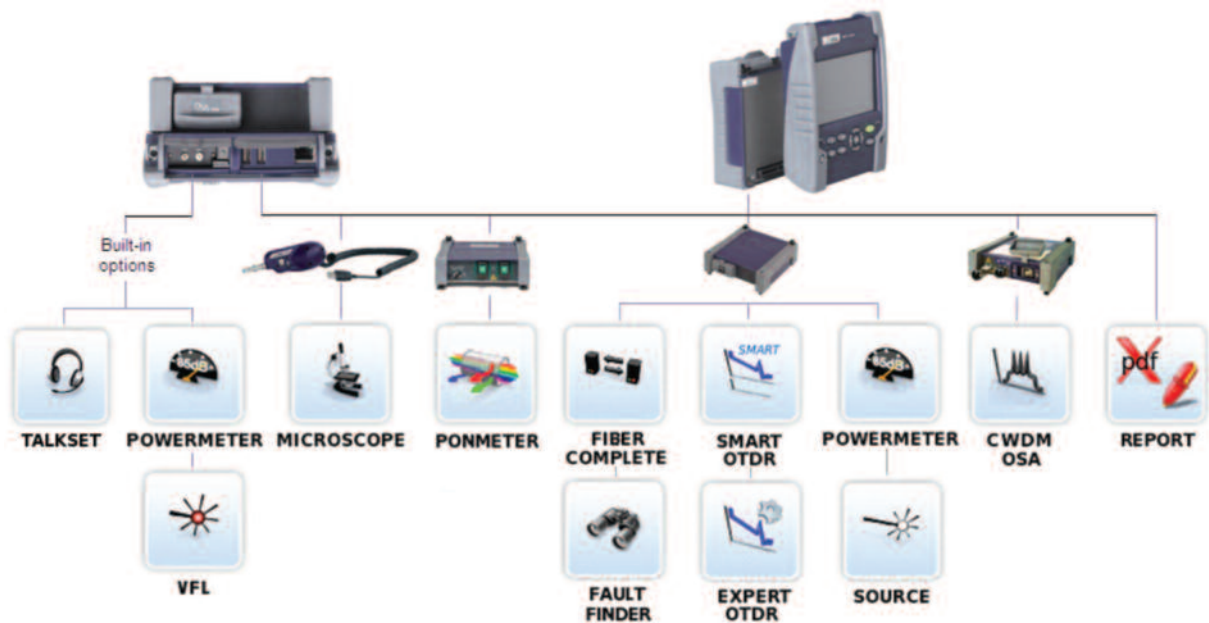 Built-in
options
SMART
pdf
TALKSET
POWERMETER
MICROSCOPE
PONMETER
FIBER
COMPLETE
SMART
OTDR
POWERMETER
CWDM
OSA
REPORT
VFL
FAULT
FINDER
EXPERT
OTDR
SOURCE